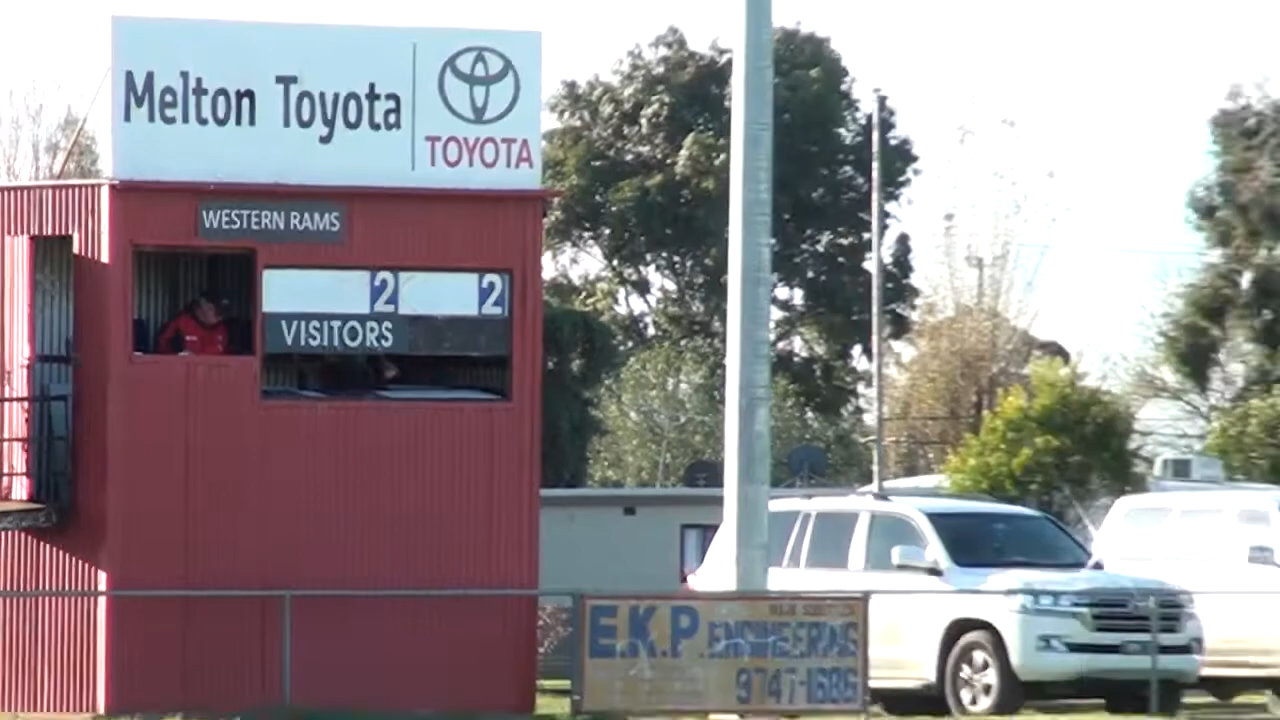 Melton Toyota
TOYOTA
WESTERN RAMS
2 2
VISITORS
E.K.P. ENGINEERING
9747-1686